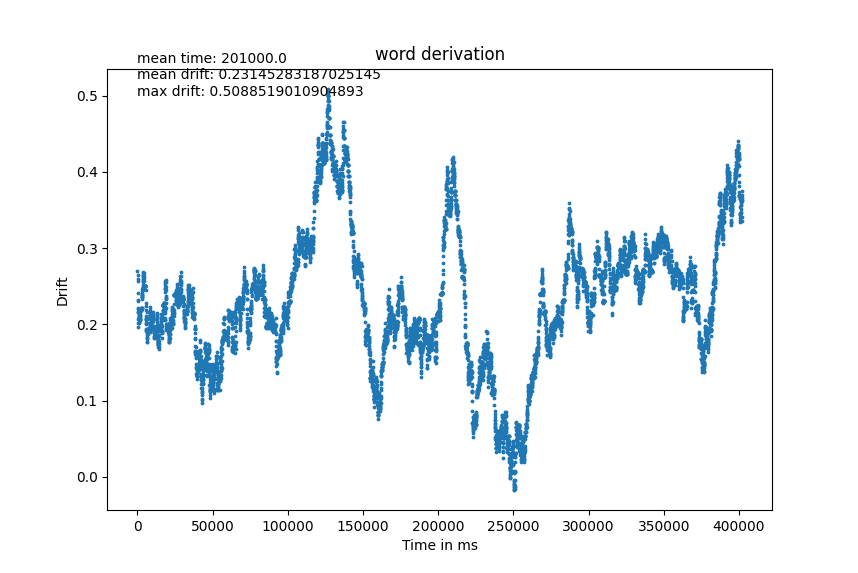 word derivation
mean time: 201000.0
mean drift: 0.23145283187025145
max drift: 0.5088519010904893
0.5
0.4
0.3
0.2
0.1
0.0
Drift
0 50000 100000 150000 200000 250000 300000 350000 400000
Time in ms